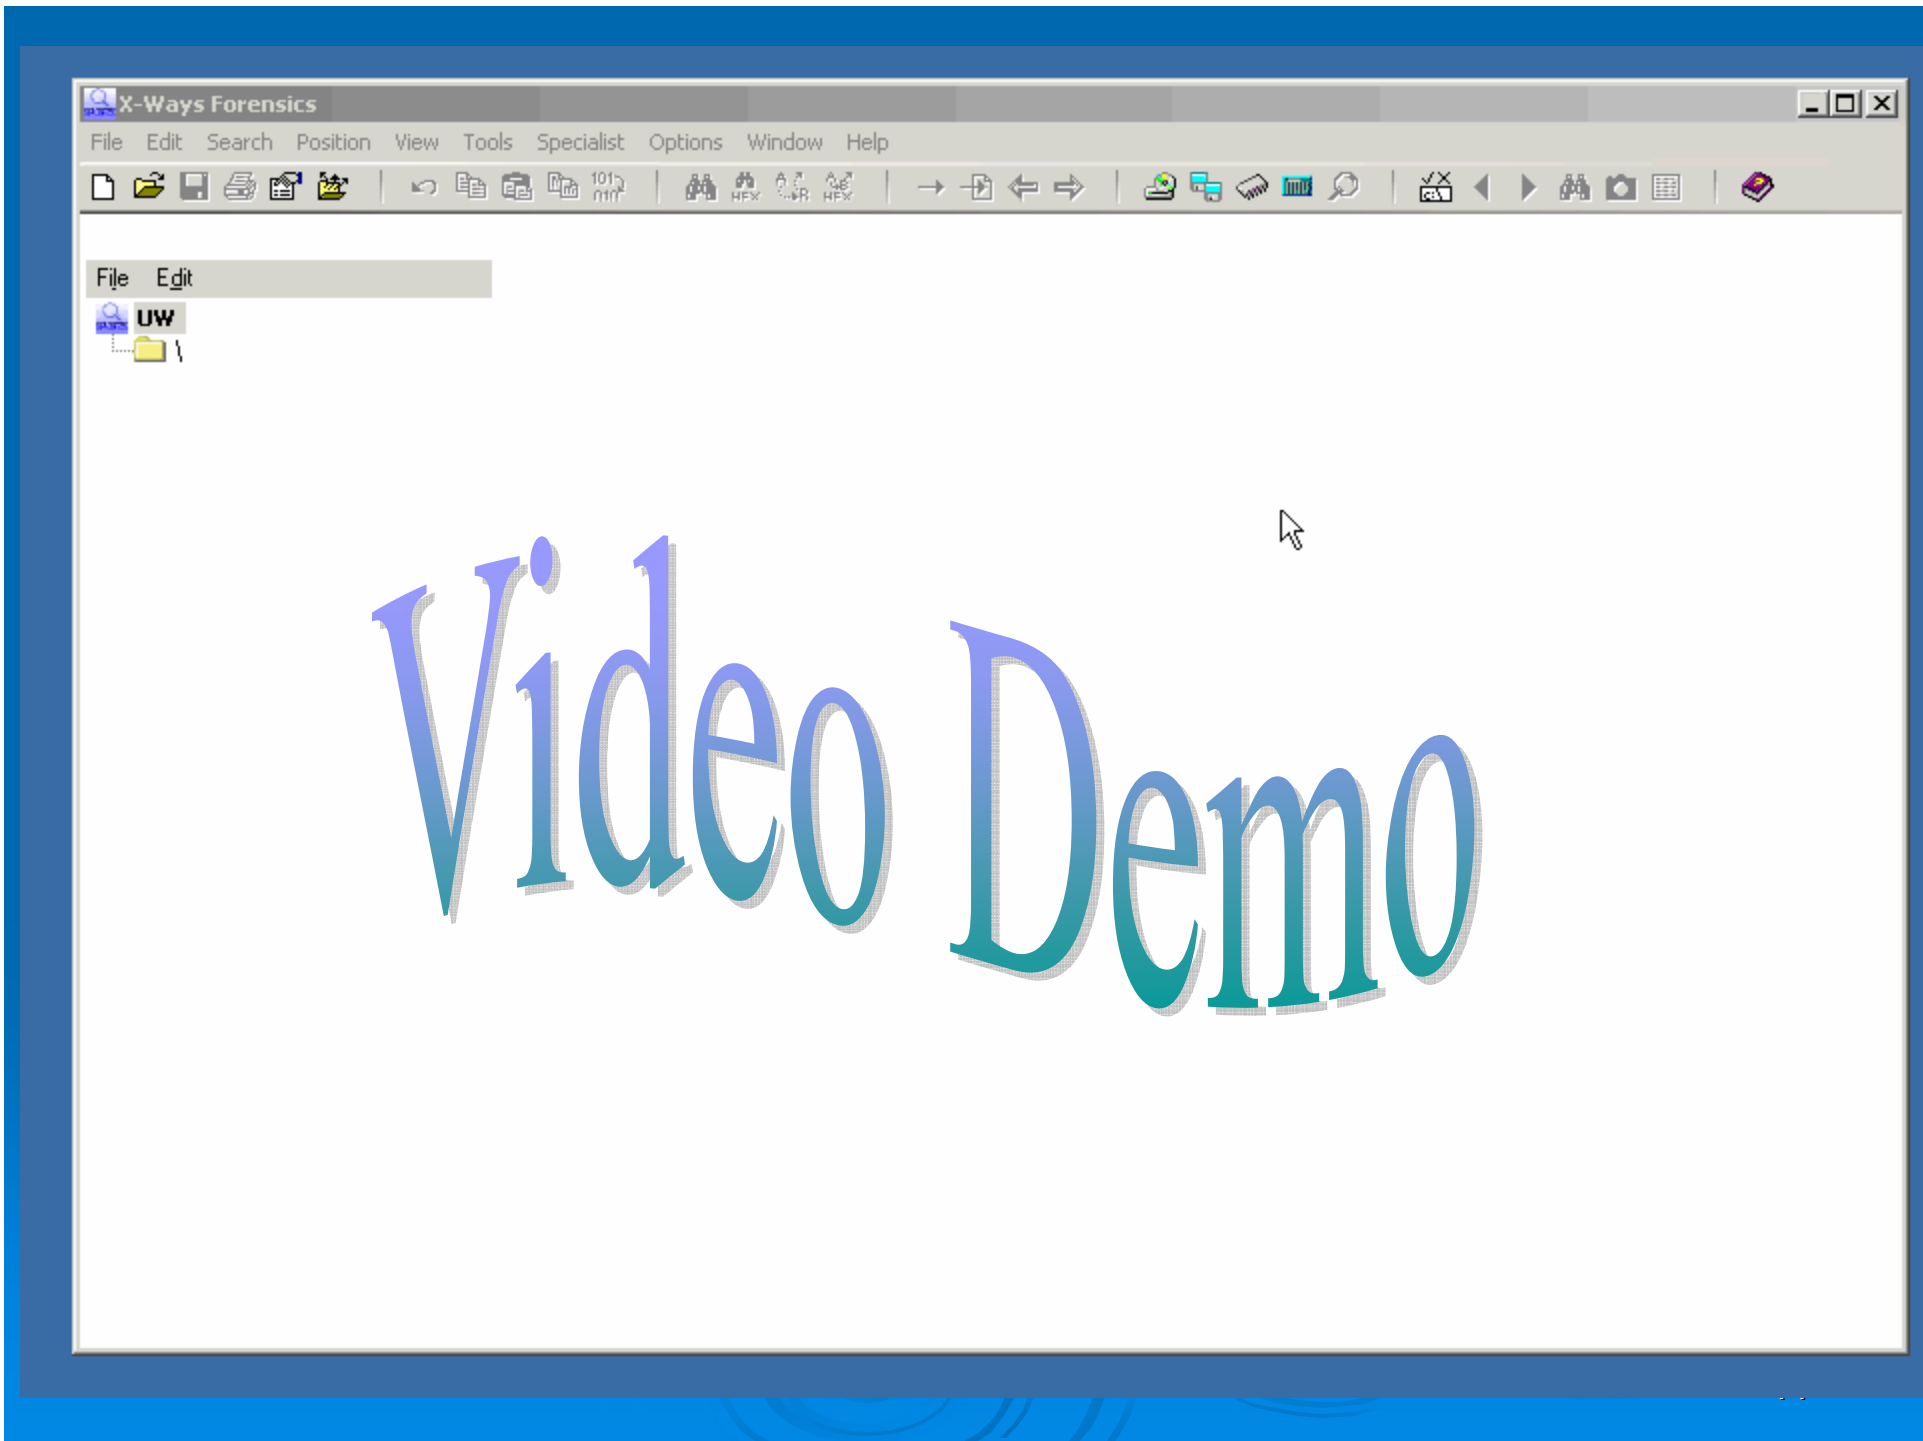 X-Ways Forensics
File Edit Search Position View Tools Specialist Options Window Help
File Edit
UW
\
Video Demo